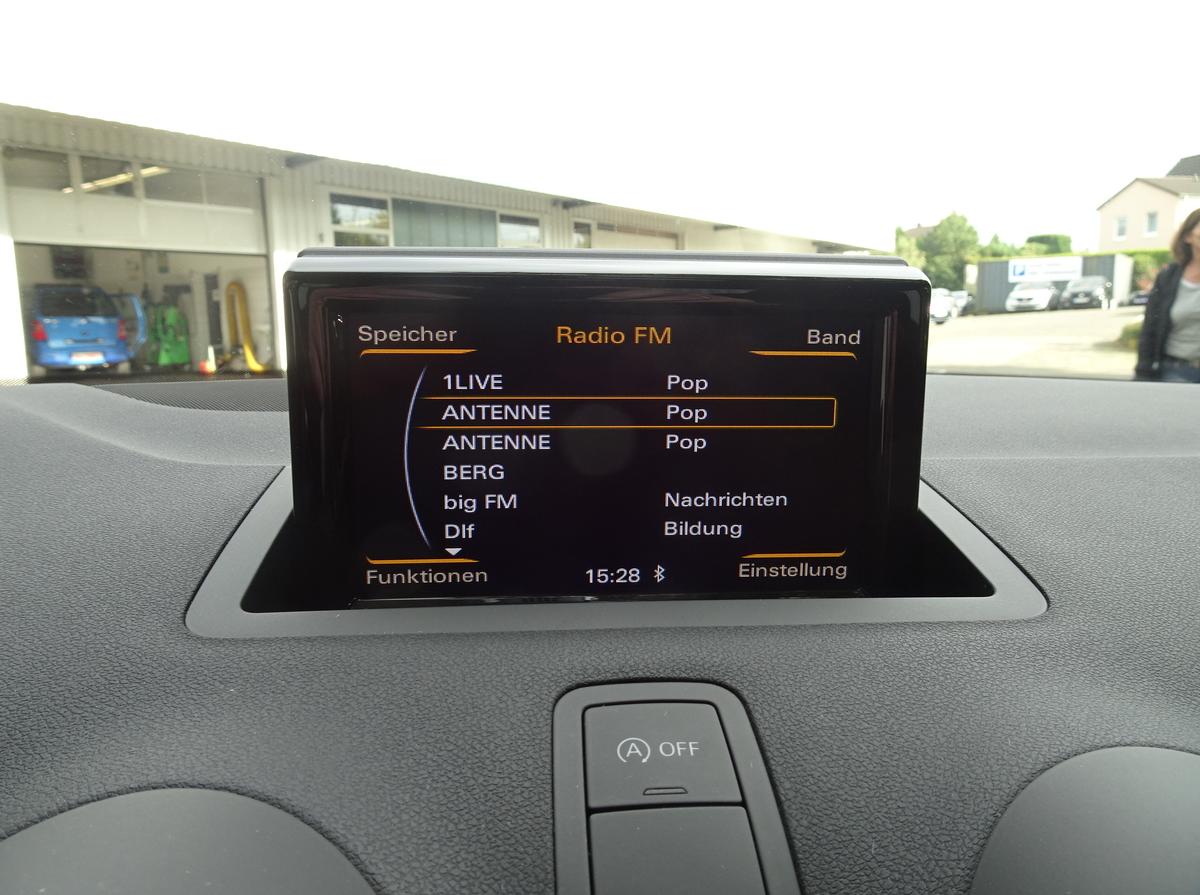 Speicher Radio FM Band
1LIVE Pop
ANTENNE Pop
ANTENNE Pop
BERG
big FM Nachrichten
Dlf Bildung
Funktionen 15:28 Einstellung
A OFF
P